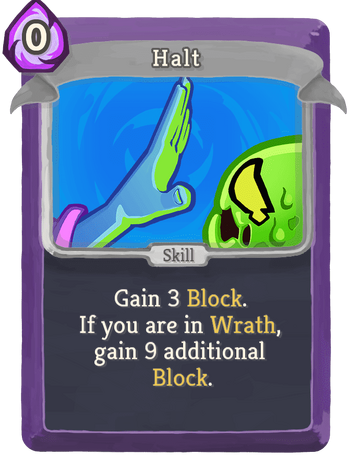 0
Halt
Skill
Gain 3 Block.
If you are in Wrath,
gain 9 additional
Block.